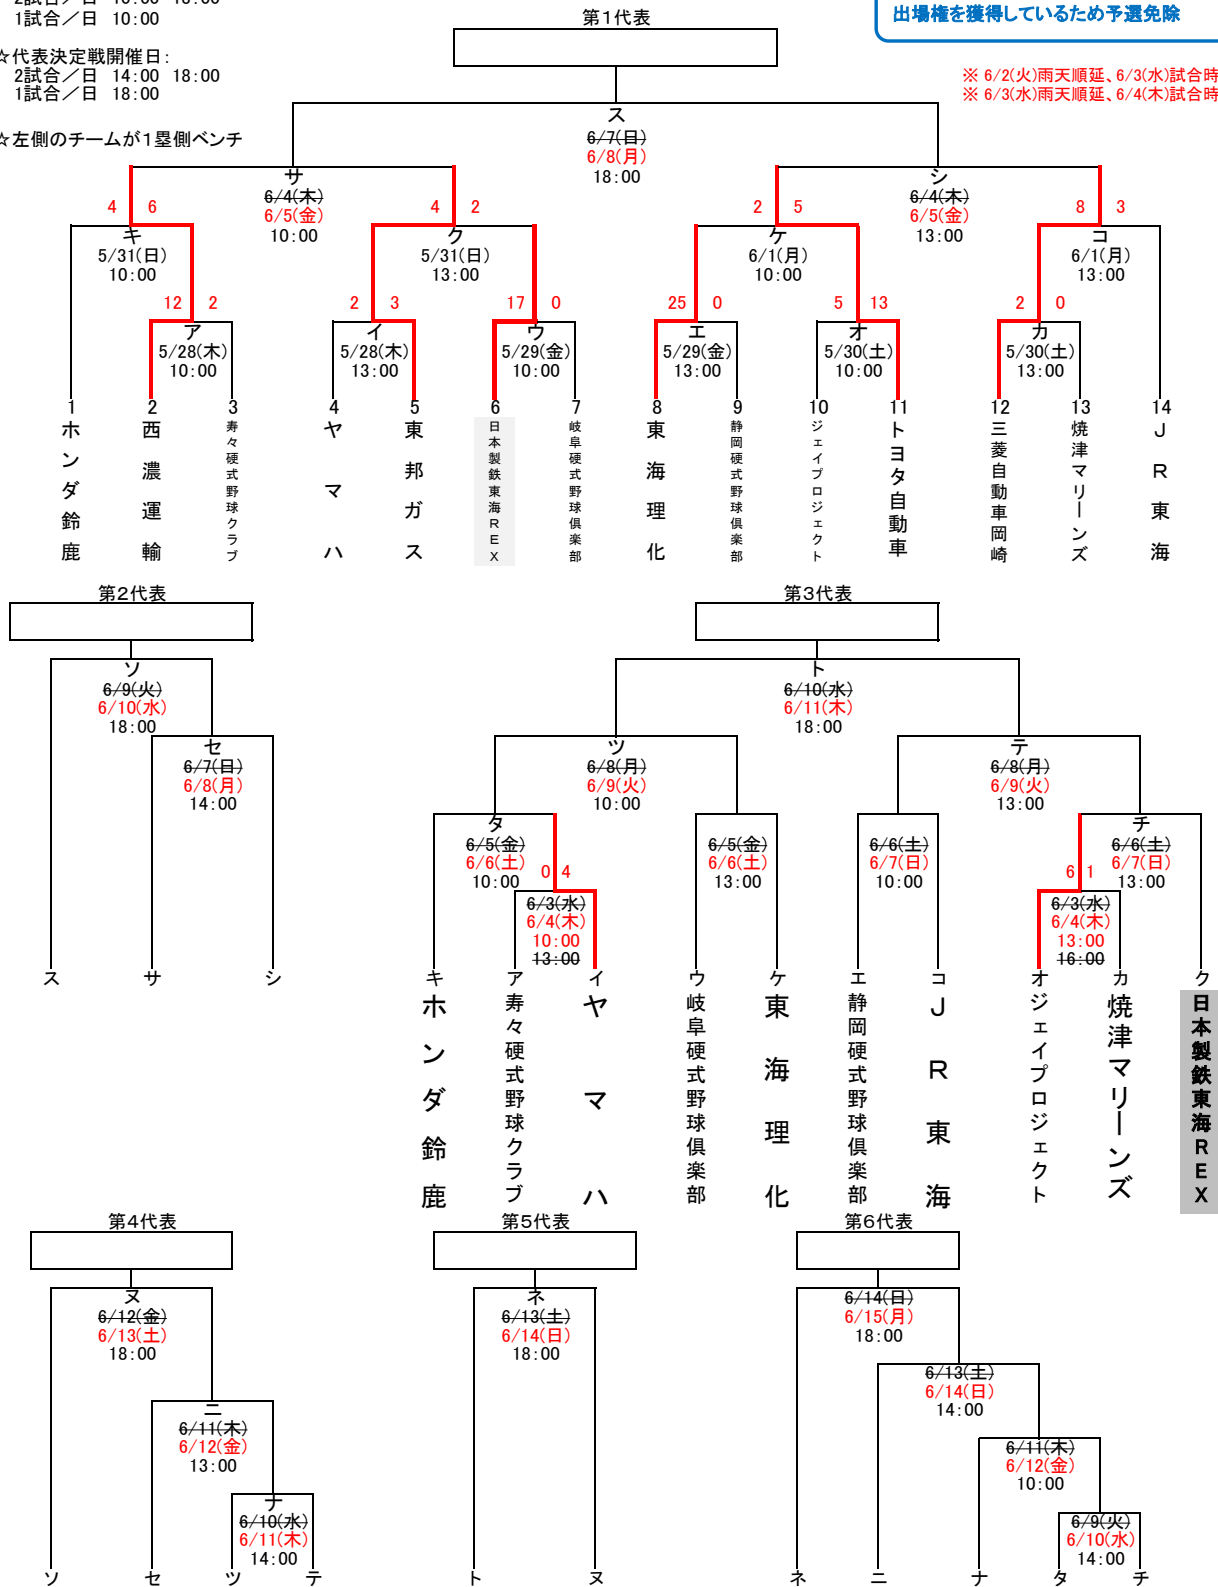 1試合／日 10:00
☆代表決定戦開催日：
2試合／日 14:00 18:00
1試合／日 18:00
☆左側のチームが１塁側ベンチ
出場権を獲得しているため予選免除
※ 6/2(火)雨天順延、6/3(水)試合時
※ 6/3(水)雨天順延、6/4(木)試合時
第１代表
ス
6/7(日)
6/8(月)
18:00
サ
6/4(木)
6/5(金)
10:00
シ
6/4(木)
6/5(金)
13:00
4 6
キ
5/31(日)
10:00
4 2
ク
5/31(日)
13:00
2 5
ケ
6/1(月)
10:00
8 3
コ
6/1(月)
13:00
12 2
ア
5/28(木)
10:00
2 3
イ
5/28(木)
13:00
17 0
ウ
5/29(金)
10:00
25 0
エ
5/29(金)
13:00
5 13
オ
5/30(土)
10:00
2 0
カ
5/30(土)
13:00
1 2 3 4 5 6 7 8 9 10 11 12 13 14
ホンダ鈴鹿
西濃運輸
寿々硬式野球クラブ
ヤマハ
東邦ガス
日本製鉄東海ＲＥＸ
岐阜硬式野球倶楽部
東海理化
静岡硬式野球倶楽部
ジェイプロジェクト
トヨタ自動車
三菱自動車岡崎
焼津マリーンズ
ＪＲ東海
第２代表
ソ
6/9(火)
6/10(水)
18:00
セ
6/7(日)
6/8(月)
14:00
ス サ シ
第３代表
ト
6/10(水)
6/11(木)
18:00
ツ
6/8(月)
6/9(火)
10:00
テ
6/8(月)
6/9(火)
13:00
タ
6/5(金)
6/6(土)
10:00
6/5(金)
6/6(土)
13:00
6/6(土)
6/7(日)
10:00
チ
6/6(土)
6/7(日)
13:00
0 4
6/3(水)
6/4(木)
10:00
13:00
6 1
6/3(水)
6/4(木)
13:00
16:00
キ ア イ ウ ケ エ コ オ カ ク
ホンダ鈴鹿
寿々硬式野球クラブ
ヤマハ
岐阜硬式野球倶楽部
東海理化
静岡硬式野球倶楽部
ＪＲ東海
ジェイプロジェクト
焼津マリーンズ
日本製鉄東海ＲＥＸ
第４代表
ヌ
6/12(金)
6/13(土)
18:00
ニ
6/11(木)
6/12(金)
13:00
ナ
6/10(水)
6/11(木)
14:00
ソ セ ツ テ
第５代表
ネ
6/13(土)
6/14(日)
18:00
ト ヌ
第６代表
6/14(日)
6/15(月)
18:00
6/13(土)
6/14(日)
14:00
6/11(木)
6/12(金)
10:00
6/9(火)
6/10(水)
14:00
ネ ニ ナ タ チ